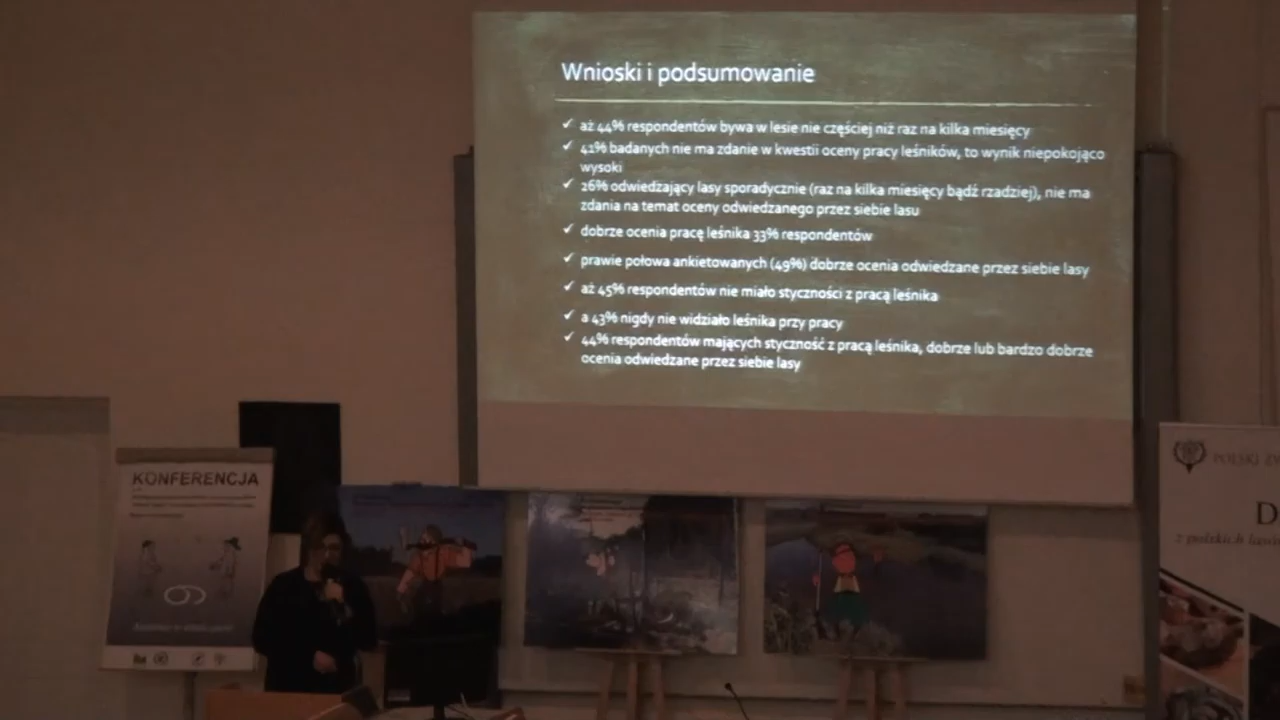 Wnioski i podsumowanie
✓ aż 44% respondentów bywa w lesie nie częściej niż raz na kilka miesięcy
✓ 41% badanych nie ma zdanie w kwestii oceny pracy leśników, to wynik niepokojąco
wysoki
✓ 26% odwiedzający lasy sporadycznie (raz na kilka miesięcy bądź rzadziej), nie ma
zdania na temat oceny odwiedzanego przez siebie lasu
✓ dobrze ocenia pracę leśnika 33% respondentów
✓ prawie połowa ankietowanych (49%) dobrze ocenia odwiedzane przez siebie lasy
✓ aż 45% respondentów nie miało styczności z pracą leśnika
✓ a 43% nigdy nie widziało leśnika przy pracy
✓ 44% respondentów mających styczność z pracą leśnika, dobrze lub bardzo dobrze
ocenia odwiedzane przez siebie lasy
KONFERENCJA
POLSKI
D
z polskich